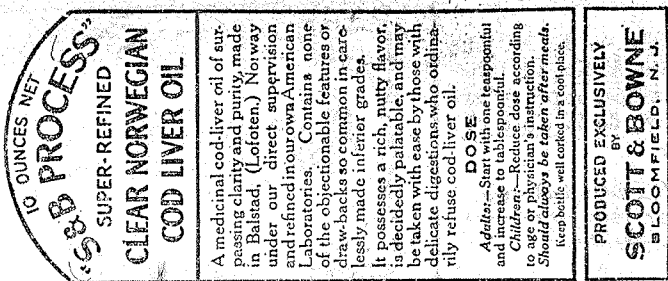 10 OUNCES NET
"S & B PROCESS"
SUPER-REFINED
CLEAR NORWEGIAN
COD LIVER OIL
A medicinal cod-liver oil of sur-
passing clarity and purity, made
in Balstad, (Lofoten,) Norway
under our direct supervision
and refined in our own American
Laboratories. Contains none
of the objectionable features or
draw-backs so common in care-
lessly made inferior grades.
It possesses a rich, nutty flavor,
is decidedly palatable, and may
be taken with ease by those with
delicate digestions who ordina-
rily refuse cod-liver oil.
DOSE
Adults:—Start with one teaspoonful
and increase to tablespoonful.
Children:—Reduce dose according
to age or physician's instruction.
Should always be taken after meals.
Keep bottle well corked in a cool place.
PRODUCED EXCLUSIVELY
BY
SCOTT & BOWNE
BLOOMFIELD, N. J.